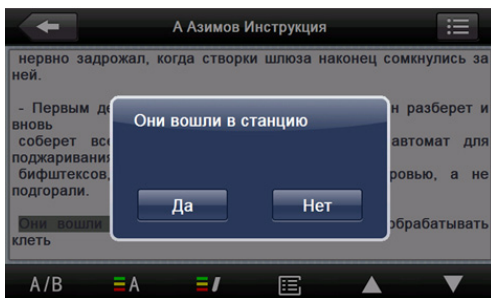 А Азимов Инструкция
нервно задрожал, когда створки шлюза наконец сомкнулись за
ней.
- Первым де н разберет и
вновь
соберет все автомат для
поджаривания
бифштексов, ровью, а не
подгорали.
Они вошли обрабатывать
клеть
Они вошли в станцию
Да Нет
A/B A